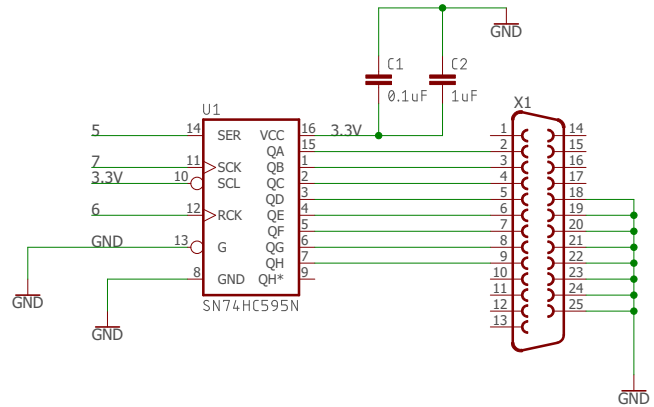 GND
C1
C2
0.1uF
1uF
U1
X1
5 14 SER VCC 16 3.3V 1 14
QA 15 2 15
7 11 SCK QB 1 3 16
3.3V 10 SCL QC 2 4 17
QD 3 5 18
6 12 RCK QE 4 6 19
QF 5 7 20
GND 13 G QG 6 8 21
QH 7 9 22
8 GND QH* 9 10 23
11 24
12 25
13
SN74HC595N
GND
GND
GND